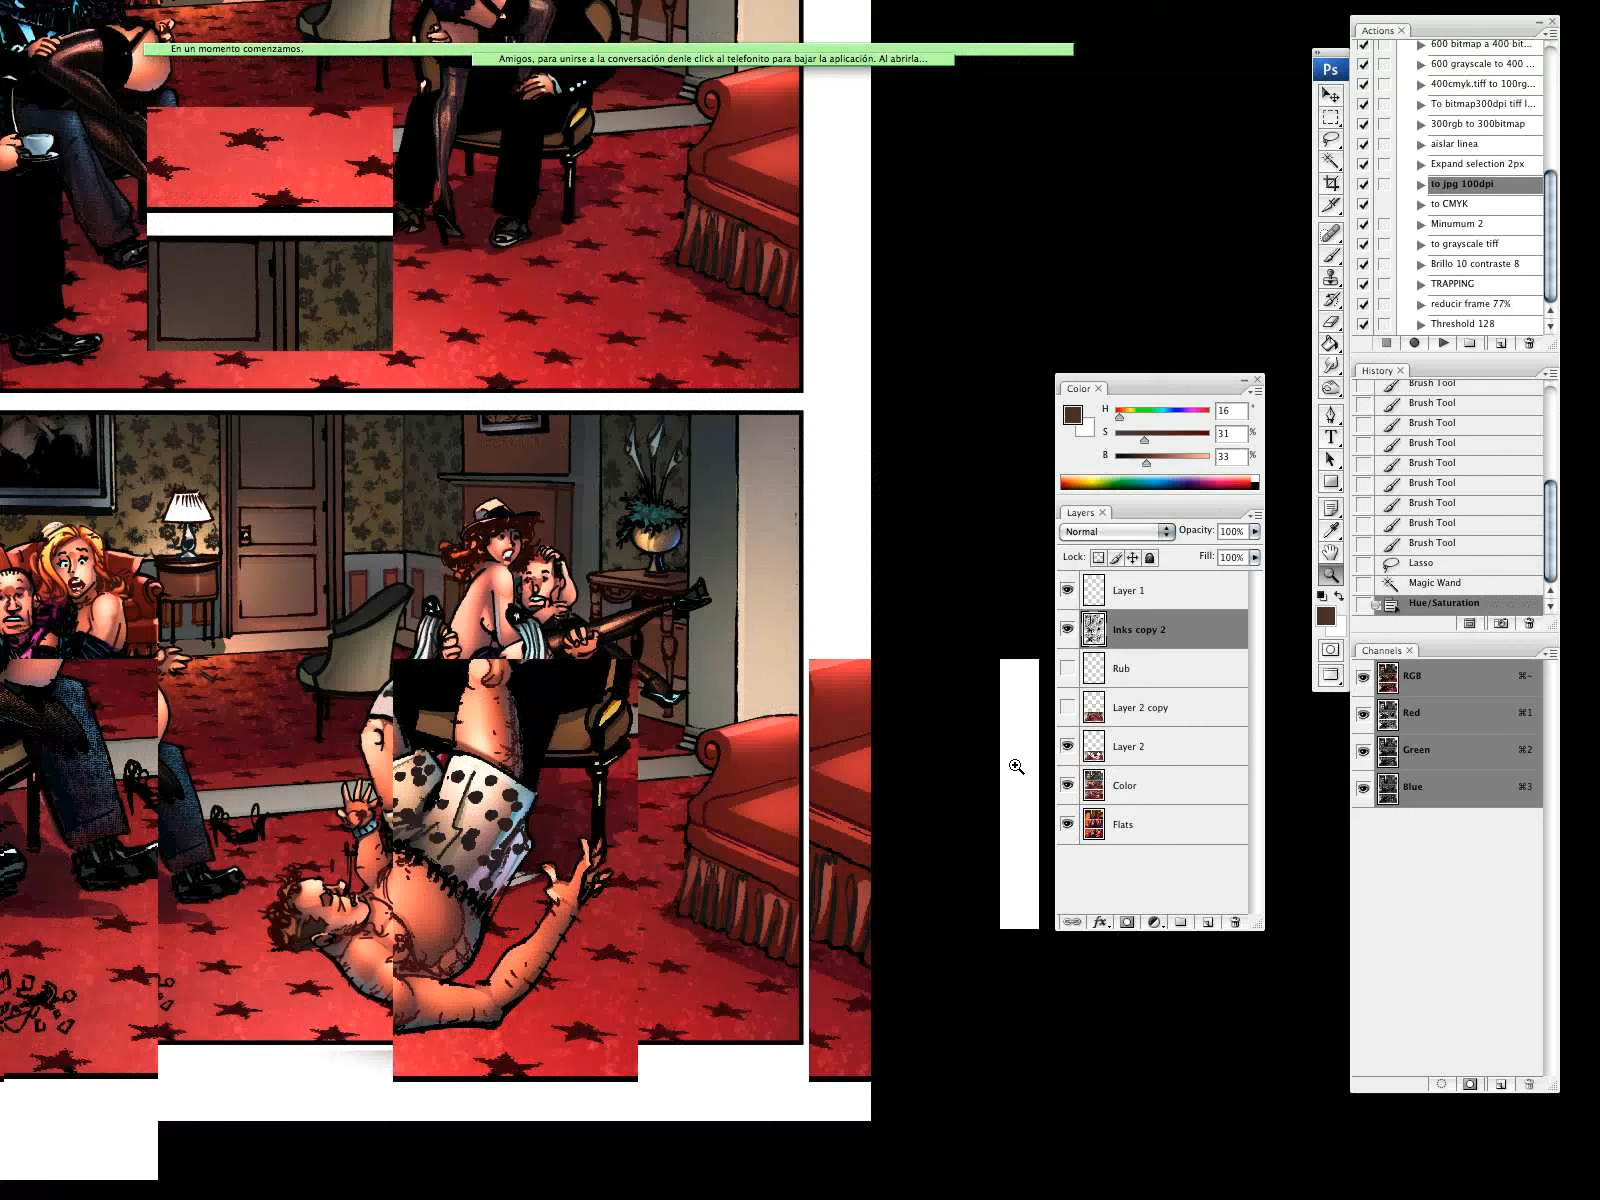 En un momento comenzamos.
Amigos, para unirse a la conversación denle click al telefonito para bajar la aplicación. Al abrirla...
Actions
600 bitmap a 400 bit...
600 grayscale to 400 ...
400cmyk.tiff to 100rg...
To bitmap300dpi tiff l...
300rgb to 300bitmap
aislar linea
Expand selection 2px
to jpg 100dpi
to CMYK
Minumum 2
to grayscale tiff
Brillo 10 contraste 8
TRAPPING
reducir frame 77%
Threshold 128
Ps
History
Brush Tool
Brush Tool
Brush Tool
Brush Tool
Brush Tool
Brush Tool
Brush Tool
Brush Tool
Brush Tool
Lasso
Magic Wand
Hue/Saturation
Color
H 16 °
S 31 %
B 33 %
Layers
Normal Opacity: 100%
Lock: Fill: 100%
Layer 1
Inks copy 2
Rub
Layer 2 copy
Layer 2
Color
Flats
Channels
RGB ⌘~
Red ⌘1
Green ⌘2
Blue ⌘3